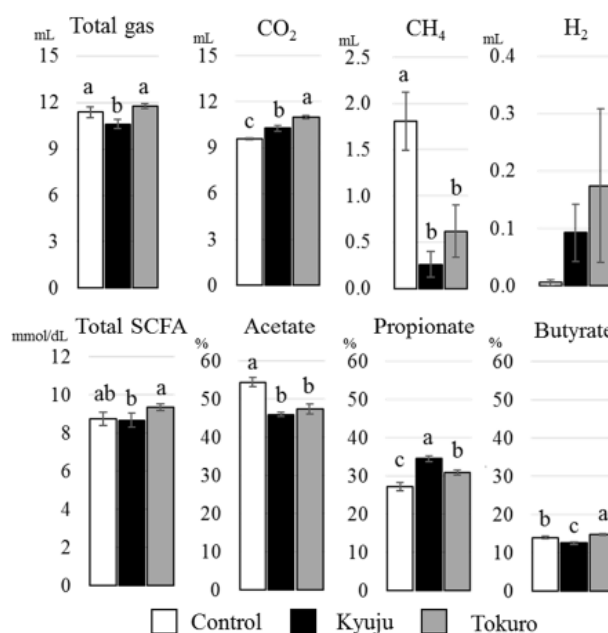 Total gas
mL
15
12
9
6
3
0
a
b
a
CO2
mL
15
12
9
6
3
0
c
b
a
CH4
mL
2.5
2.0
1.5
1.0
0.5
0.0
a
b
b
H2
mL
0.4
0.3
0.2
0.1
0.0
Total SCFA
mmol/dL
12
10
8
6
4
2
0
ab
b
a
Acetate
%
60
50
40
30
20
10
0
a
b
b
Propionate
%
60
50
40
30
20
10
0
c
a
b
Butyrate
%
60
50
40
30
20
10
0
b
c
a
Control
Kyuju
Tokuro